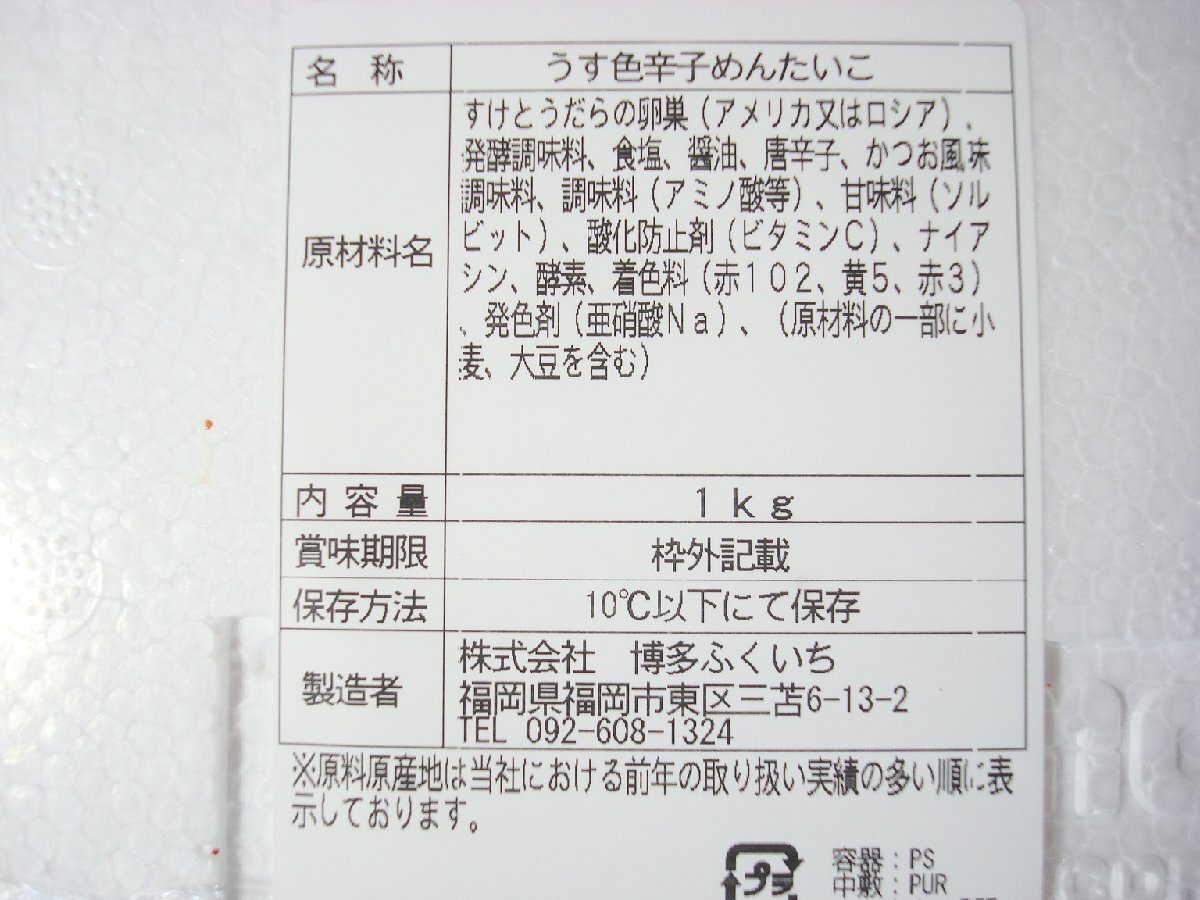 名称 うす色辛子めんたいこ
原材料名 すけとうだらの卵巣（アメリカ又はロシア）、
発酵調味料、食塩、醤油、唐辛子、かつお風味
調味料、調味料（アミノ酸等）、甘味料（ソル
ビット）、酸化防止剤（ビタミンＣ）、ナイア
シン、酵素、着色料（赤１０２、黄５、赤３）
、発色剤（亜硝酸Ｎａ）、（原材料の一部に小
麦、大豆を含む）
内容量 １ｋｇ
賞味期限 枠外記載
保存方法 10℃以下にて保存
製造者 株式会社　博多ふくいち
福岡県福岡市東区三苫6-13-2
TEL 092-608-1324
※原料原産地は当社における前年の取り扱い実績の多い順に表
示しております。
プラ
容器：PS
中敷：PUR